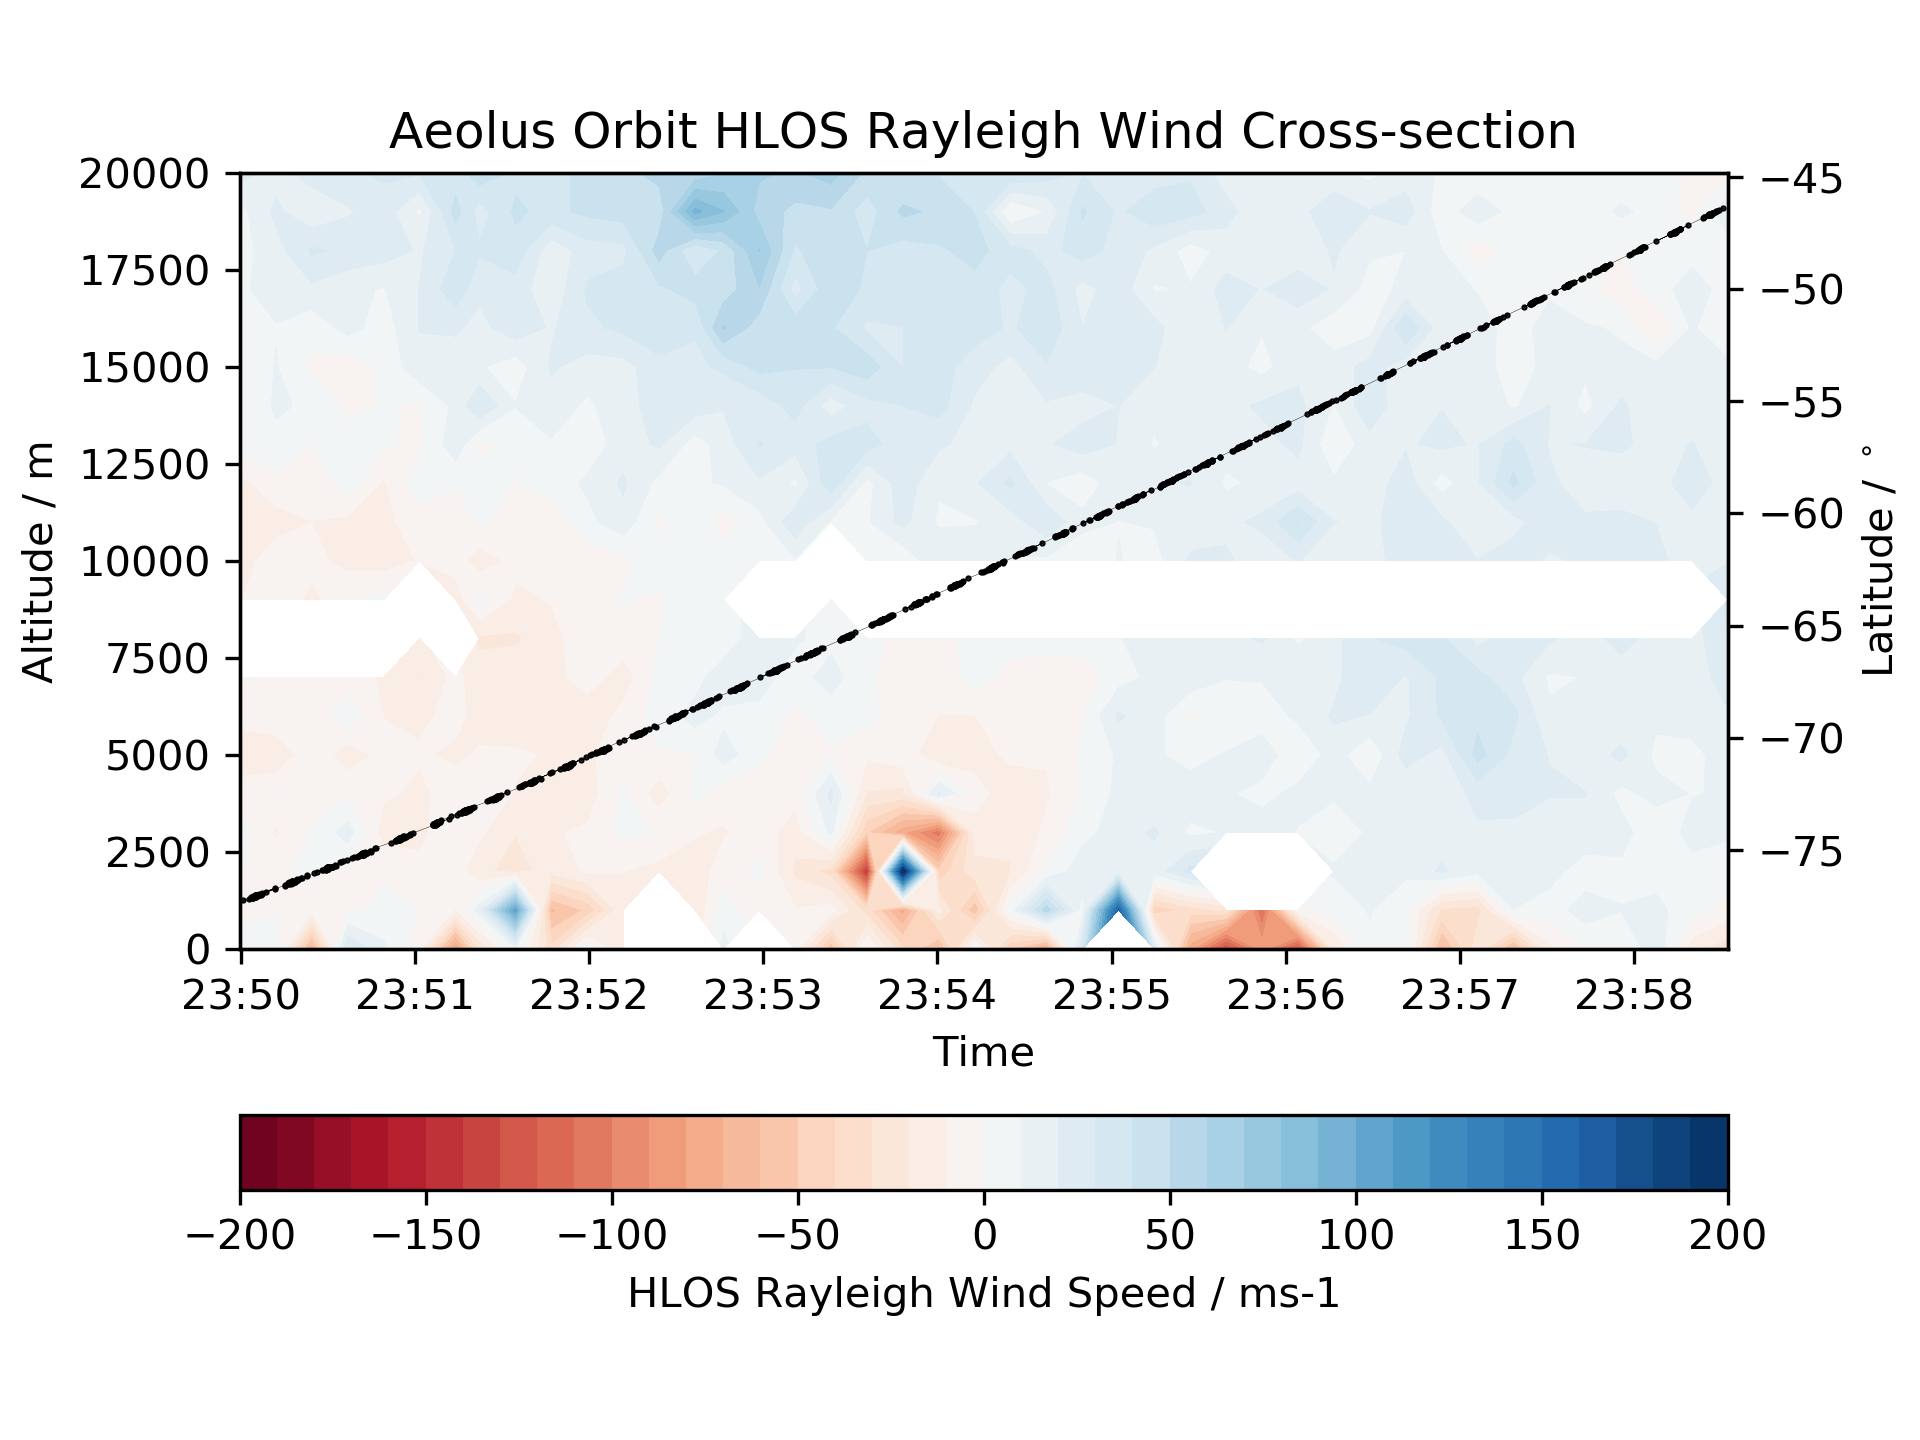 Aeolus Orbit HLOS Rayleigh Wind Cross-section
20000
17500
15000
12500
10000
7500
5000
2500
0
Altitude / m
−45
−50
−55
−60
−65
−70
−75
Latitude / °
23:50 23:51 23:52 23:53 23:54 23:55 23:56 23:57 23:58
Time
−200 −150 −100 −50 0 50 100 150 200
HLOS Rayleigh Wind Speed / ms-1